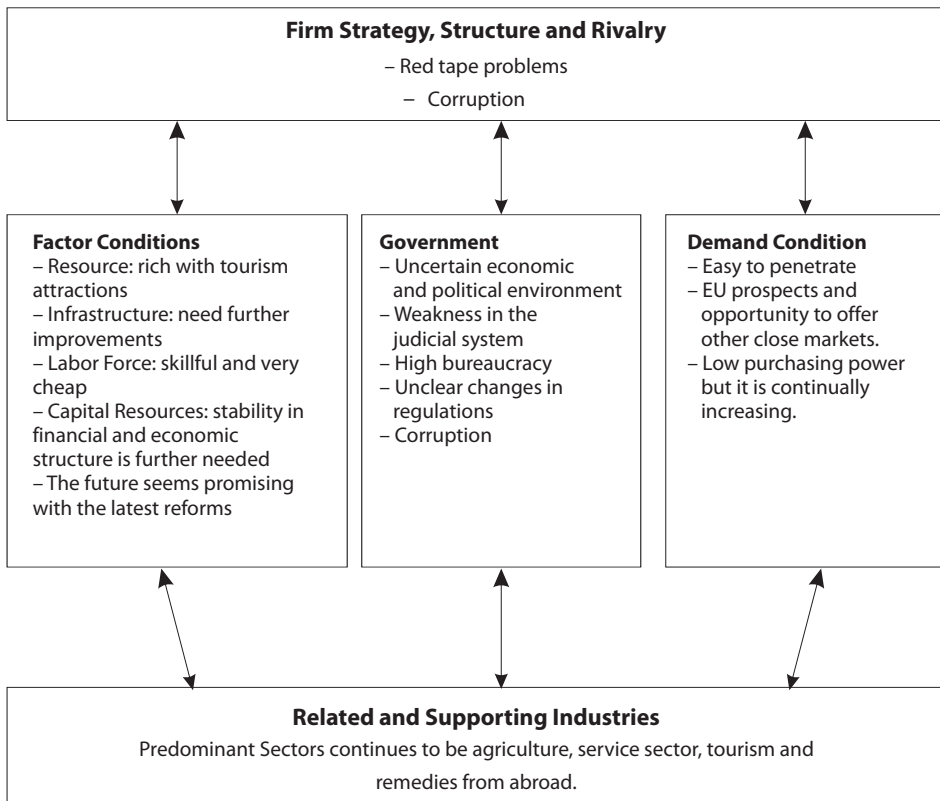 Firm Strategy, Structure and Rivalry
– Red tape problems
– Corruption
Factor Conditions
– Resource: rich with tourism
attractions
– Infrastructure: need further
improvements
– Labor Force: skillful and very
cheap
– Capital Resources: stability in
financial and economic
structure is further needed
– The future seems promising
with the latest reforms
Government
– Uncertain economic
and political environment
– Weakness in the
judicial system
– High bureaucracy
– Unclear changes in
regulations
– Corruption
Demand Condition
– Easy to penetrate
– EU prospects and
opportunity to offer
other close markets.
– Low purchasing power
but it is continually
increasing.
Related and Supporting Industries
Predominant Sectors continues to be agriculture, service sector, tourism and
remedies from abroad.